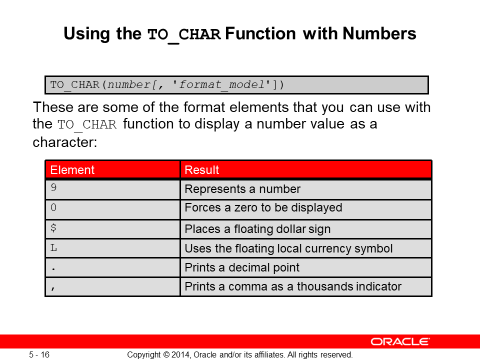 Using the TO_CHAR Function with Numbers
TO_CHAR(number[, 'format_model'])
These are some of the format elements that you can use with
the TO_CHAR function to display a number value as a
character:
Element Result
9 Represents a number
0 Forces a zero to be displayed
$ Places a floating dollar sign
L Uses the floating local currency symbol
. Prints a decimal point
, Prints a comma as a thousands indicator
ORACLE
5 - 16 Copyright © 2014, Oracle and/or its affiliates. All rights reserved.